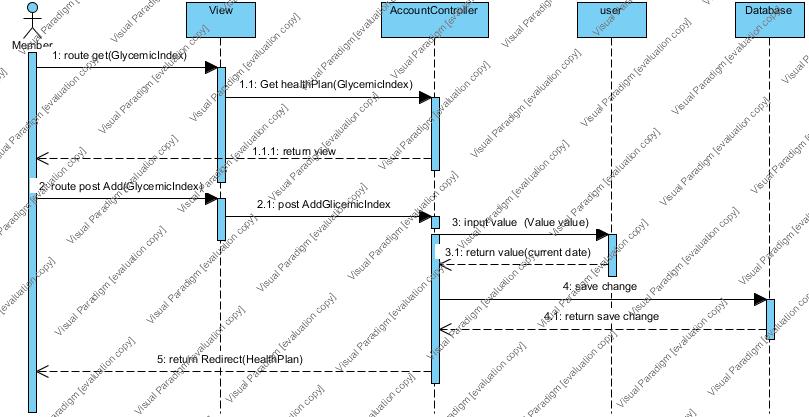 View
AccountController
user
Database
Member
1: route get(GlycemicIndex)
1.1: Get healthPlan(GlycemicIndex)
1.1.1: return view
2: route post Add(GlycemicIndex)
2.1: post AddGlicemicIndex
3: input value (Value value)
3.1: return value(current date)
4: save change
4.1: return save change
5: return Redirect(HealthPlan)
Visual Paradigm [evaluation copy]